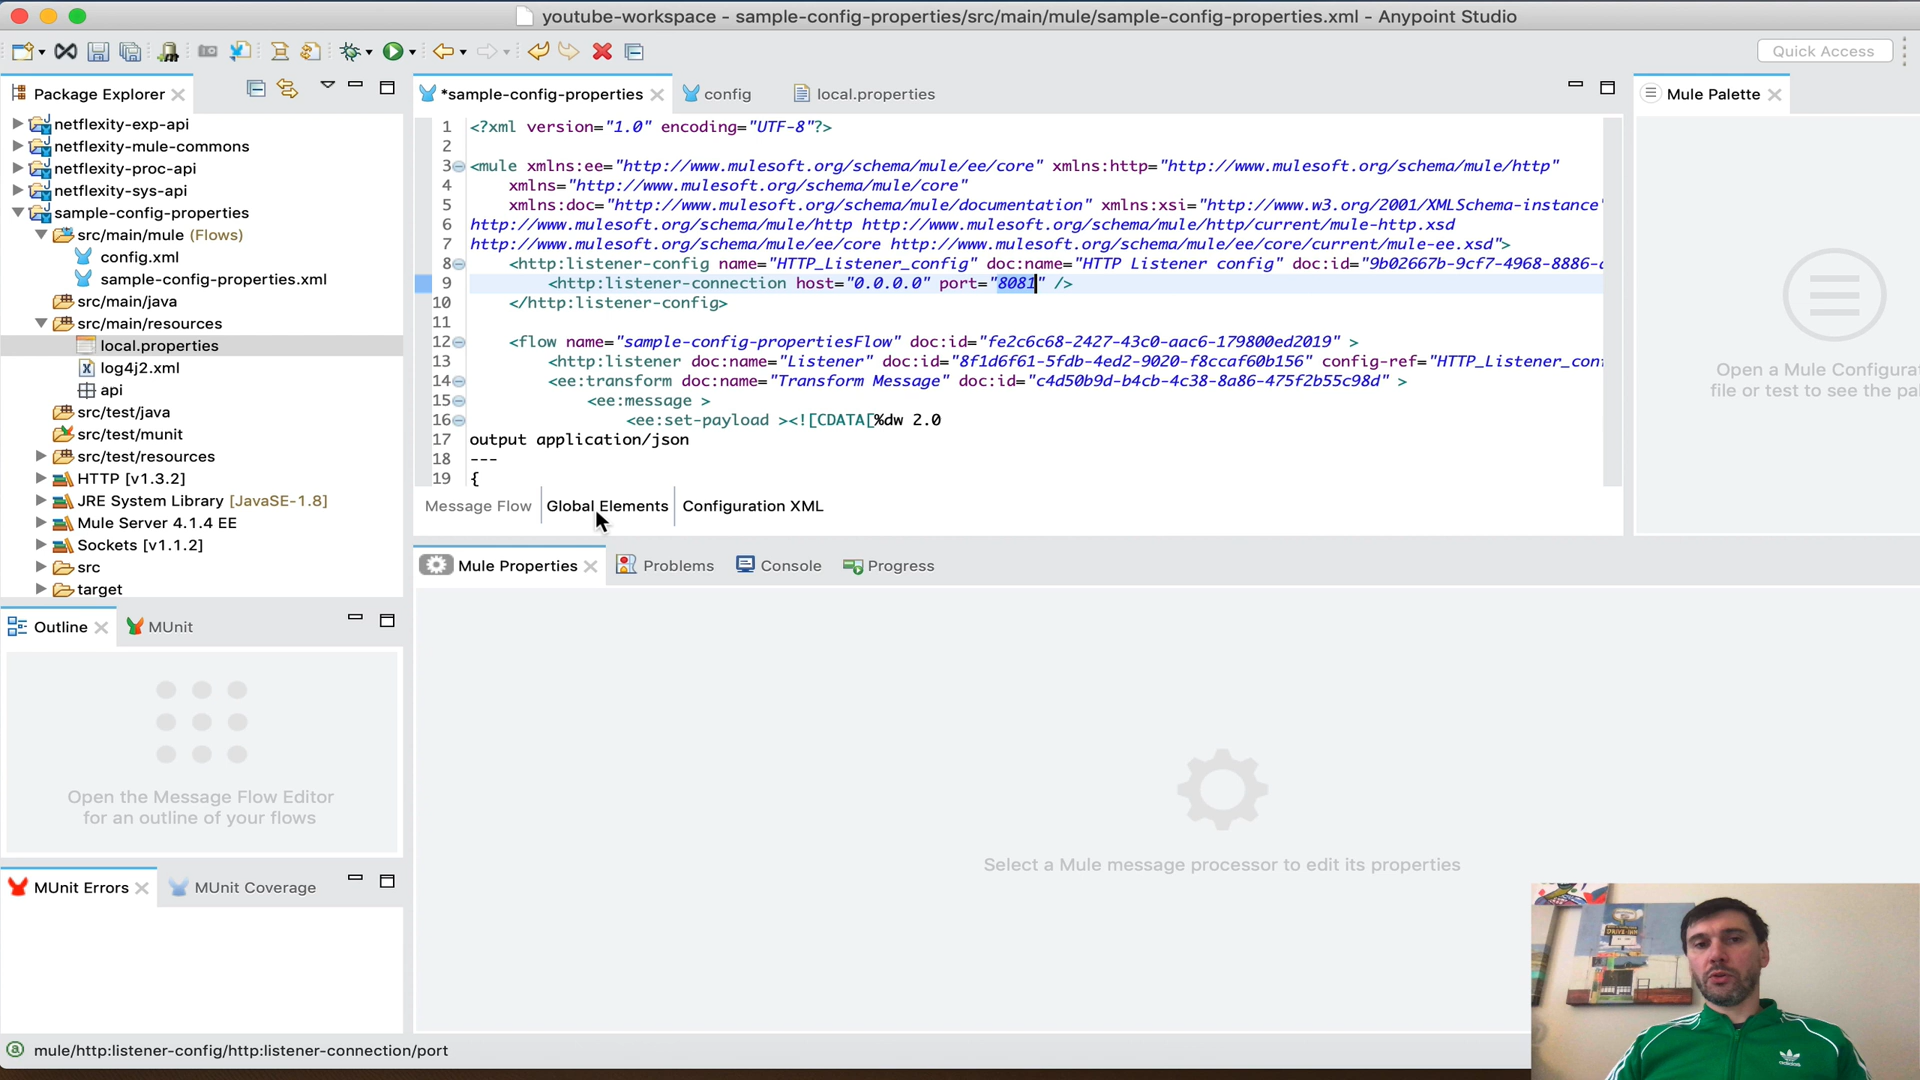 youtube-workspace - sample-config-properties/src/main/mule/sample-config-properties.xml - Anypoint Studio
Quick Access
Package Explorer
netflexity-exp-api
netflexity-mule-commons
netflexity-proc-api
netflexity-sys-api
sample-config-properties
src/main/mule (Flows)
config.xml
sample-config-properties.xml
src/main/java
src/main/resources
local.properties
log4j2.xml
api
src/test/java
src/test/munit
src/test/resources
HTTP [v1.3.2]
JRE System Library [JavaSE-1.8]
Mule Server 4.1.4 EE
Sockets [v1.1.2]
src
target
*sample-config-properties
config
local.properties
1 <?xml version="1.0" encoding="UTF-8"?>
2
3 <mule xmlns:ee="http://www.mulesoft.org/schema/mule/ee/core" xmlns:http="http://www.mulesoft.org/schema/mule/http"
4 xmlns="http://www.mulesoft.org/schema/mule/core"
5 xmlns:doc="http://www.mulesoft.org/schema/mule/documentation" xmlns:xsi="http://www.w3.org/2001/XMLSchema-instance"
6 http://www.mulesoft.org/schema/mule/http http://www.mulesoft.org/schema/mule/http/current/mule-http.xsd
7 http://www.mulesoft.org/schema/mule/ee/core http://www.mulesoft.org/schema/mule/ee/core/current/mule-ee.xsd">
8 <http:listener-config name="HTTP_Listener_config" doc:name="HTTP Listener config" doc:id="9b02667b-9cf7-4968-8886-
9 <http:listener-connection host="0.0.0.0" port="8081" />
10 </http:listener-config>
11
12 <flow name="sample-config-propertiesFlow" doc:id="fe2c6c68-2427-43c0-aac6-179800ed2019" >
13 <http:listener doc:name="Listener" doc:id="8f1d6f61-5fdb-4ed2-9020-f8ccaf60b156" config-ref="HTTP_Listener_conf
14 <ee:transform doc:name="Transform Message" doc:id="c4d50b9d-b4cb-4c38-8a86-475f2b55c98d" >
15 <ee:message >
16 <ee:set-payload ><![CDATA[%dw 2.0
17 output application/json
18 ---
19 {
Message Flow
Global Elements
Configuration XML
Mule Palette
Open a Mule Configura
file or test to see the pa
Mule Properties
Problems
Console
Progress
Select a Mule message processor to edit its properties
Outline
MUnit
Open the Message Flow Editor
for an outline of your flows
MUnit Errors
MUnit Coverage
mule/http:listener-config/http:listener-connection/port